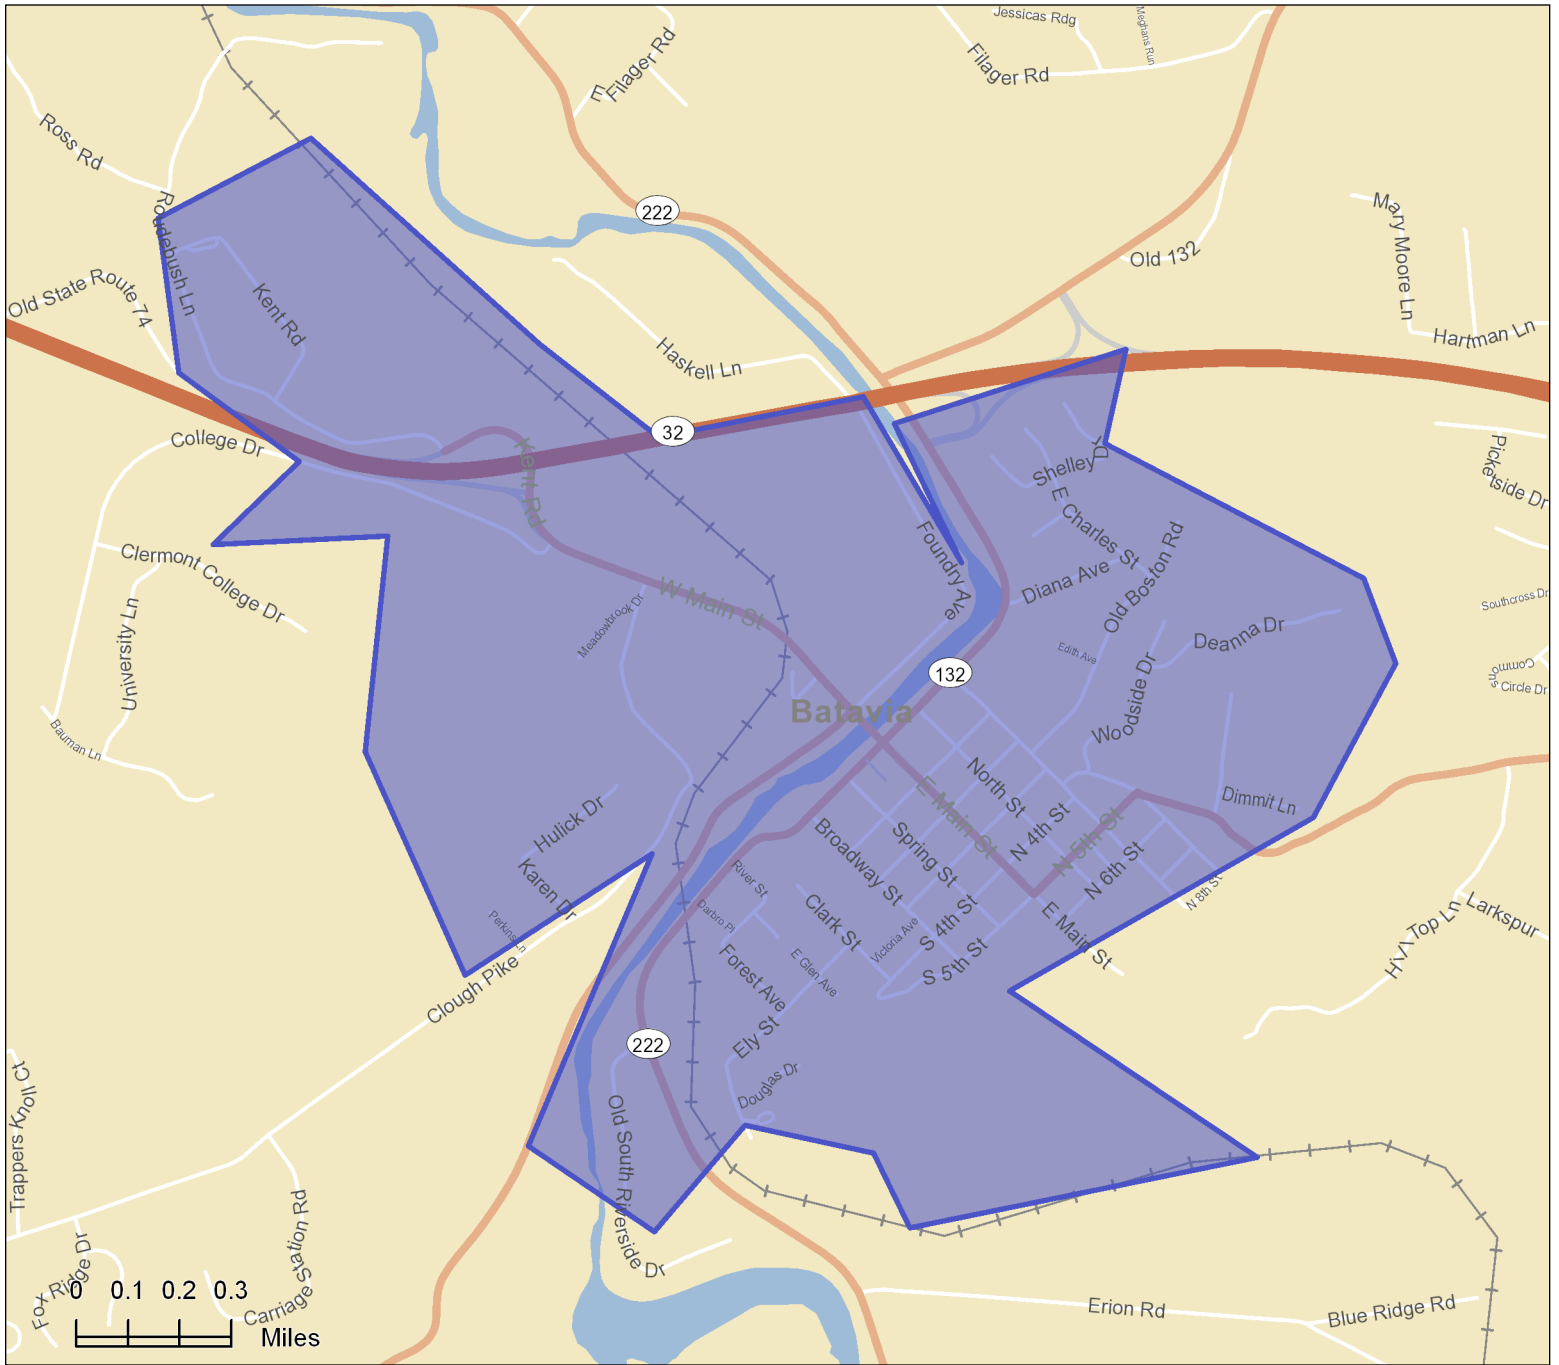 Jessicas Rdg
Meghans Run
E Filager Rd
Filager Rd
Ross Rd
222
Mary Moore Ln
Old 132
Roudebush Ln
Old State Route 74
Kent Rd
Hartman Ln
Haskell Ln
32
College Dr
Kent Rd
Shelley Dr
Picketside Dr
E Charles St
Foundry Ave
Clermont College Dr
Diana Ave
Old Boston Rd
W Main St
Meadowbrook Dr
University Ln
Southcross Dr
Deanna Dr
Edith Ave
Commons Circle Dr
132
Woodside Dr
Batavia
Bauman Ln
North St
E Main St
Dimmit Ln
Hulick Dr
N 4th St
N 5th St
Spring St
Broadway St
N 6th St
Karen Dr
River St
N 8th St
Clark St
Darbro Pl
Perkins Ln
Victoria Ave
S 4th St
E Main St
Larkspur
Hill Top Ln
S 5th St
E Glen Ave
Forest Ave
Clough Pike
Ely St
222
Douglas Dr
Trappers Knoll Ct
Old South Riverside Dr
Carriage Station Rd
Fox Ridge Dr
Erion Rd
Blue Ridge Rd
0 0.1 0.2 0.3
Miles